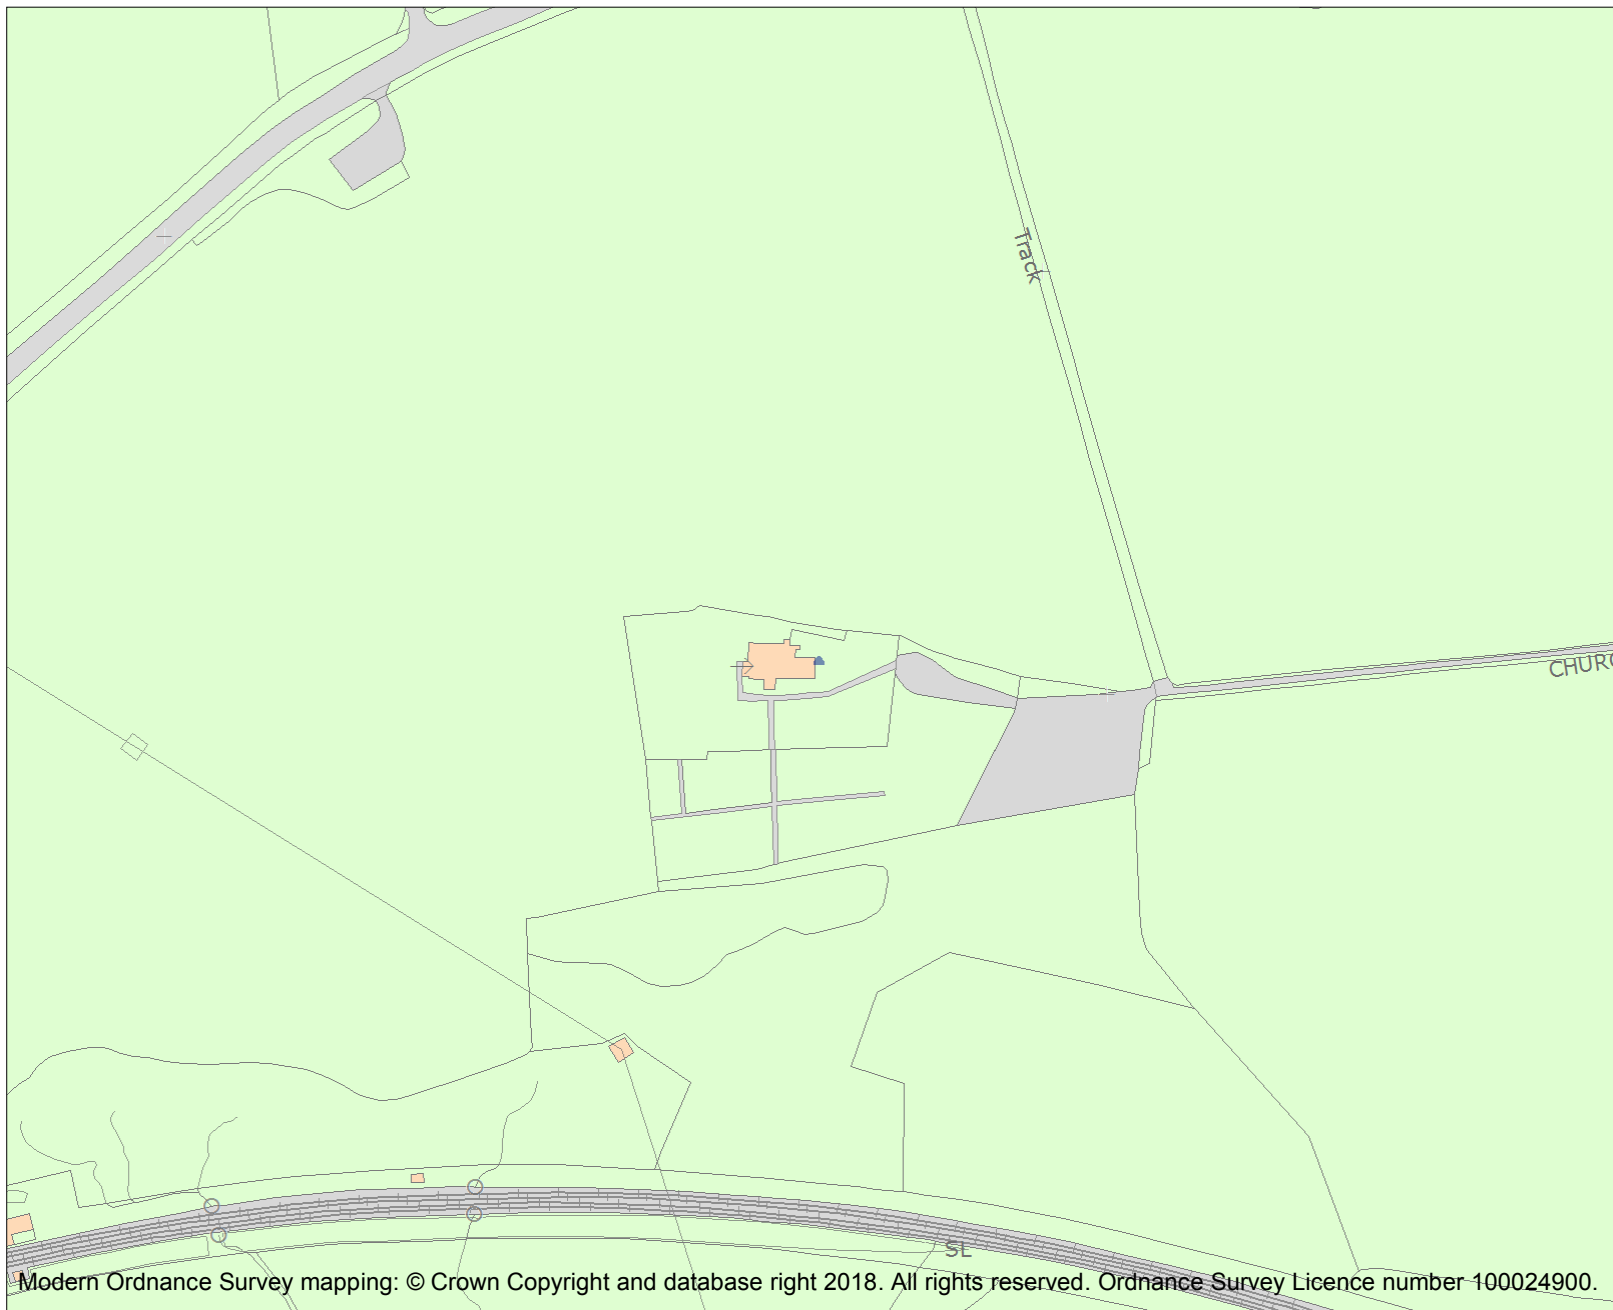 Track
CHURC
SL
Modern Ordnance Survey mapping: © Crown Copyright and database right 2018. All rights reserved. Ordnance Survey Licence number 100024900.